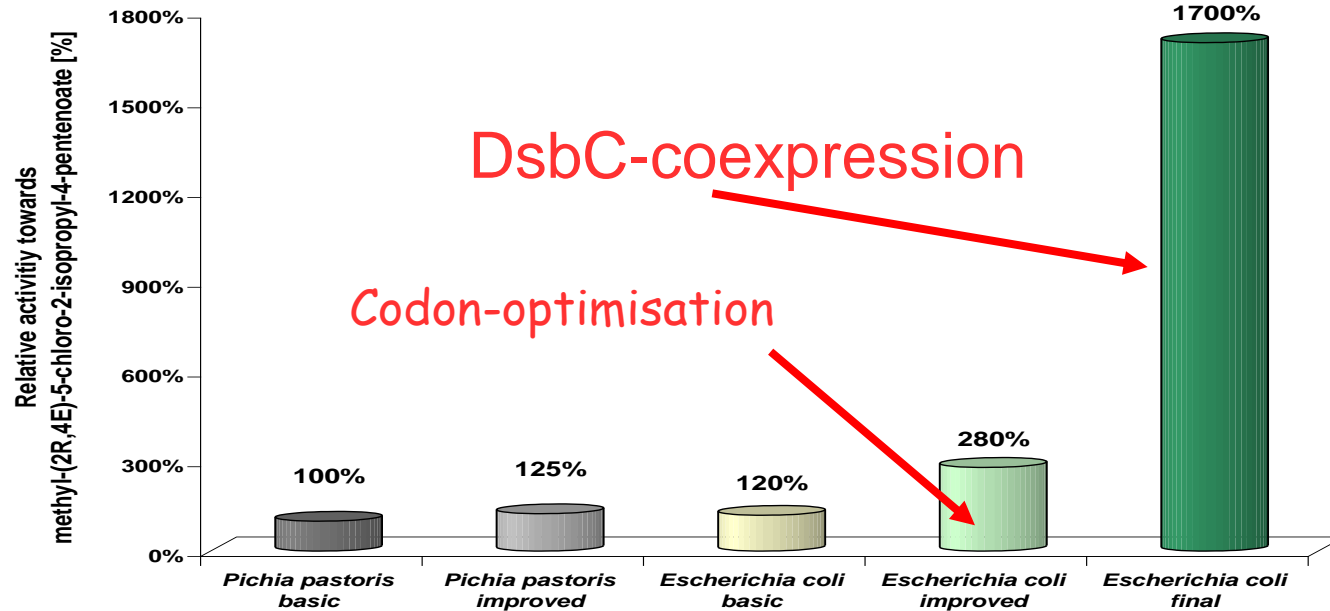 Relative activitiy towards
methyl-(2R,4E)-5-chloro-2-isopropyl-4-pentenoate [%]
1800%
1500%
1200%
900%
600%
300%
0%
1700%
DsbC-coexpression
Codon-optimisation
100%
125%
120%
280%
Pichia pastoris
basic
Pichia pastoris
improved
Escherichia coli
basic
Escherichia coli
improved
Escherichia coli
final